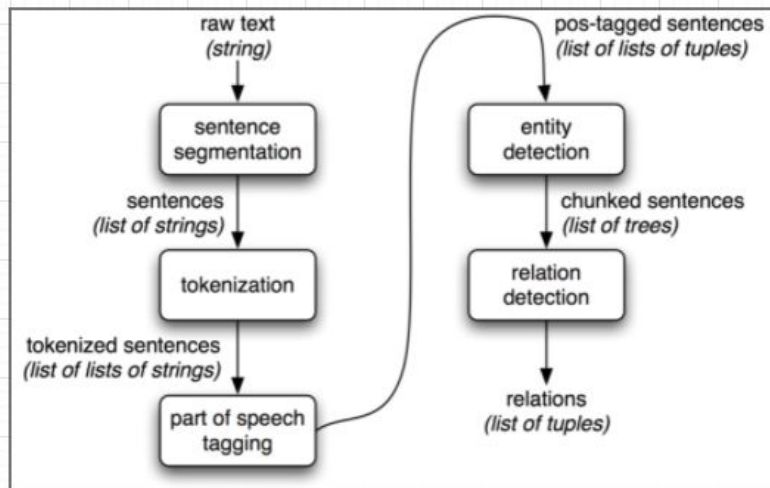 raw text
(string)
sentence
segmentation
sentences
(list of strings)
tokenization
tokenized sentences
(list of lists of strings)
part of speech
tagging
pos-tagged sentences
(list of lists of tuples)
entity
detection
chunked sentences
(list of trees)
relation
detection
relations
(list of tuples)